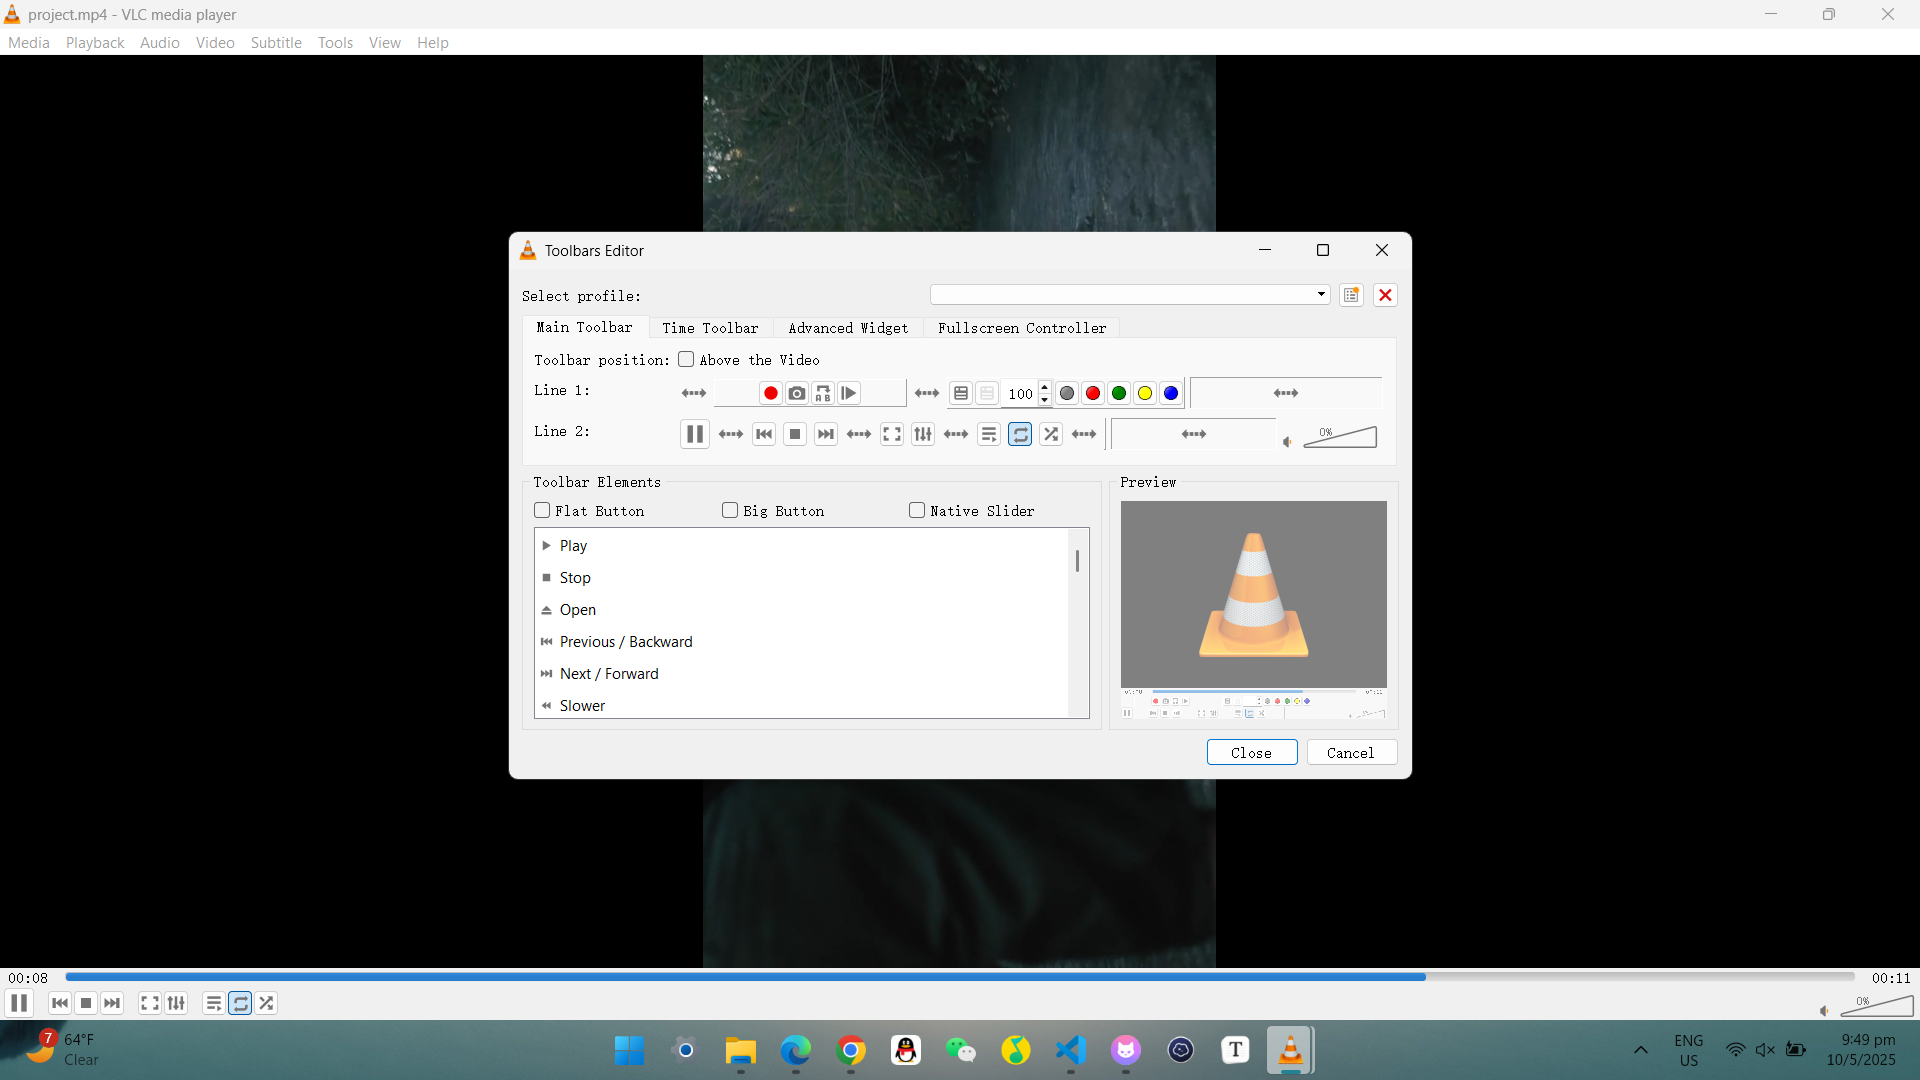 project.mp4 - VLC media player
Media Playback Audio Video Subtitle Tools View Help
Toolbars Editor
Select profile:
Main Toolbar Time Toolbar Advanced Widget Fullscreen Controller
Toolbar position: Above the Video
Line 1: A B 100
Line 2: 0%
Toolbar Elements
Preview
Flat Button Big Button Native Slider
Play
Stop
Open
Previous / Backward
Next / Forward
Slower
Close Cancel
00:08 00:11
0%
7 64°F
Clear
T
ENG
US
9:49 pm
10/5/2025